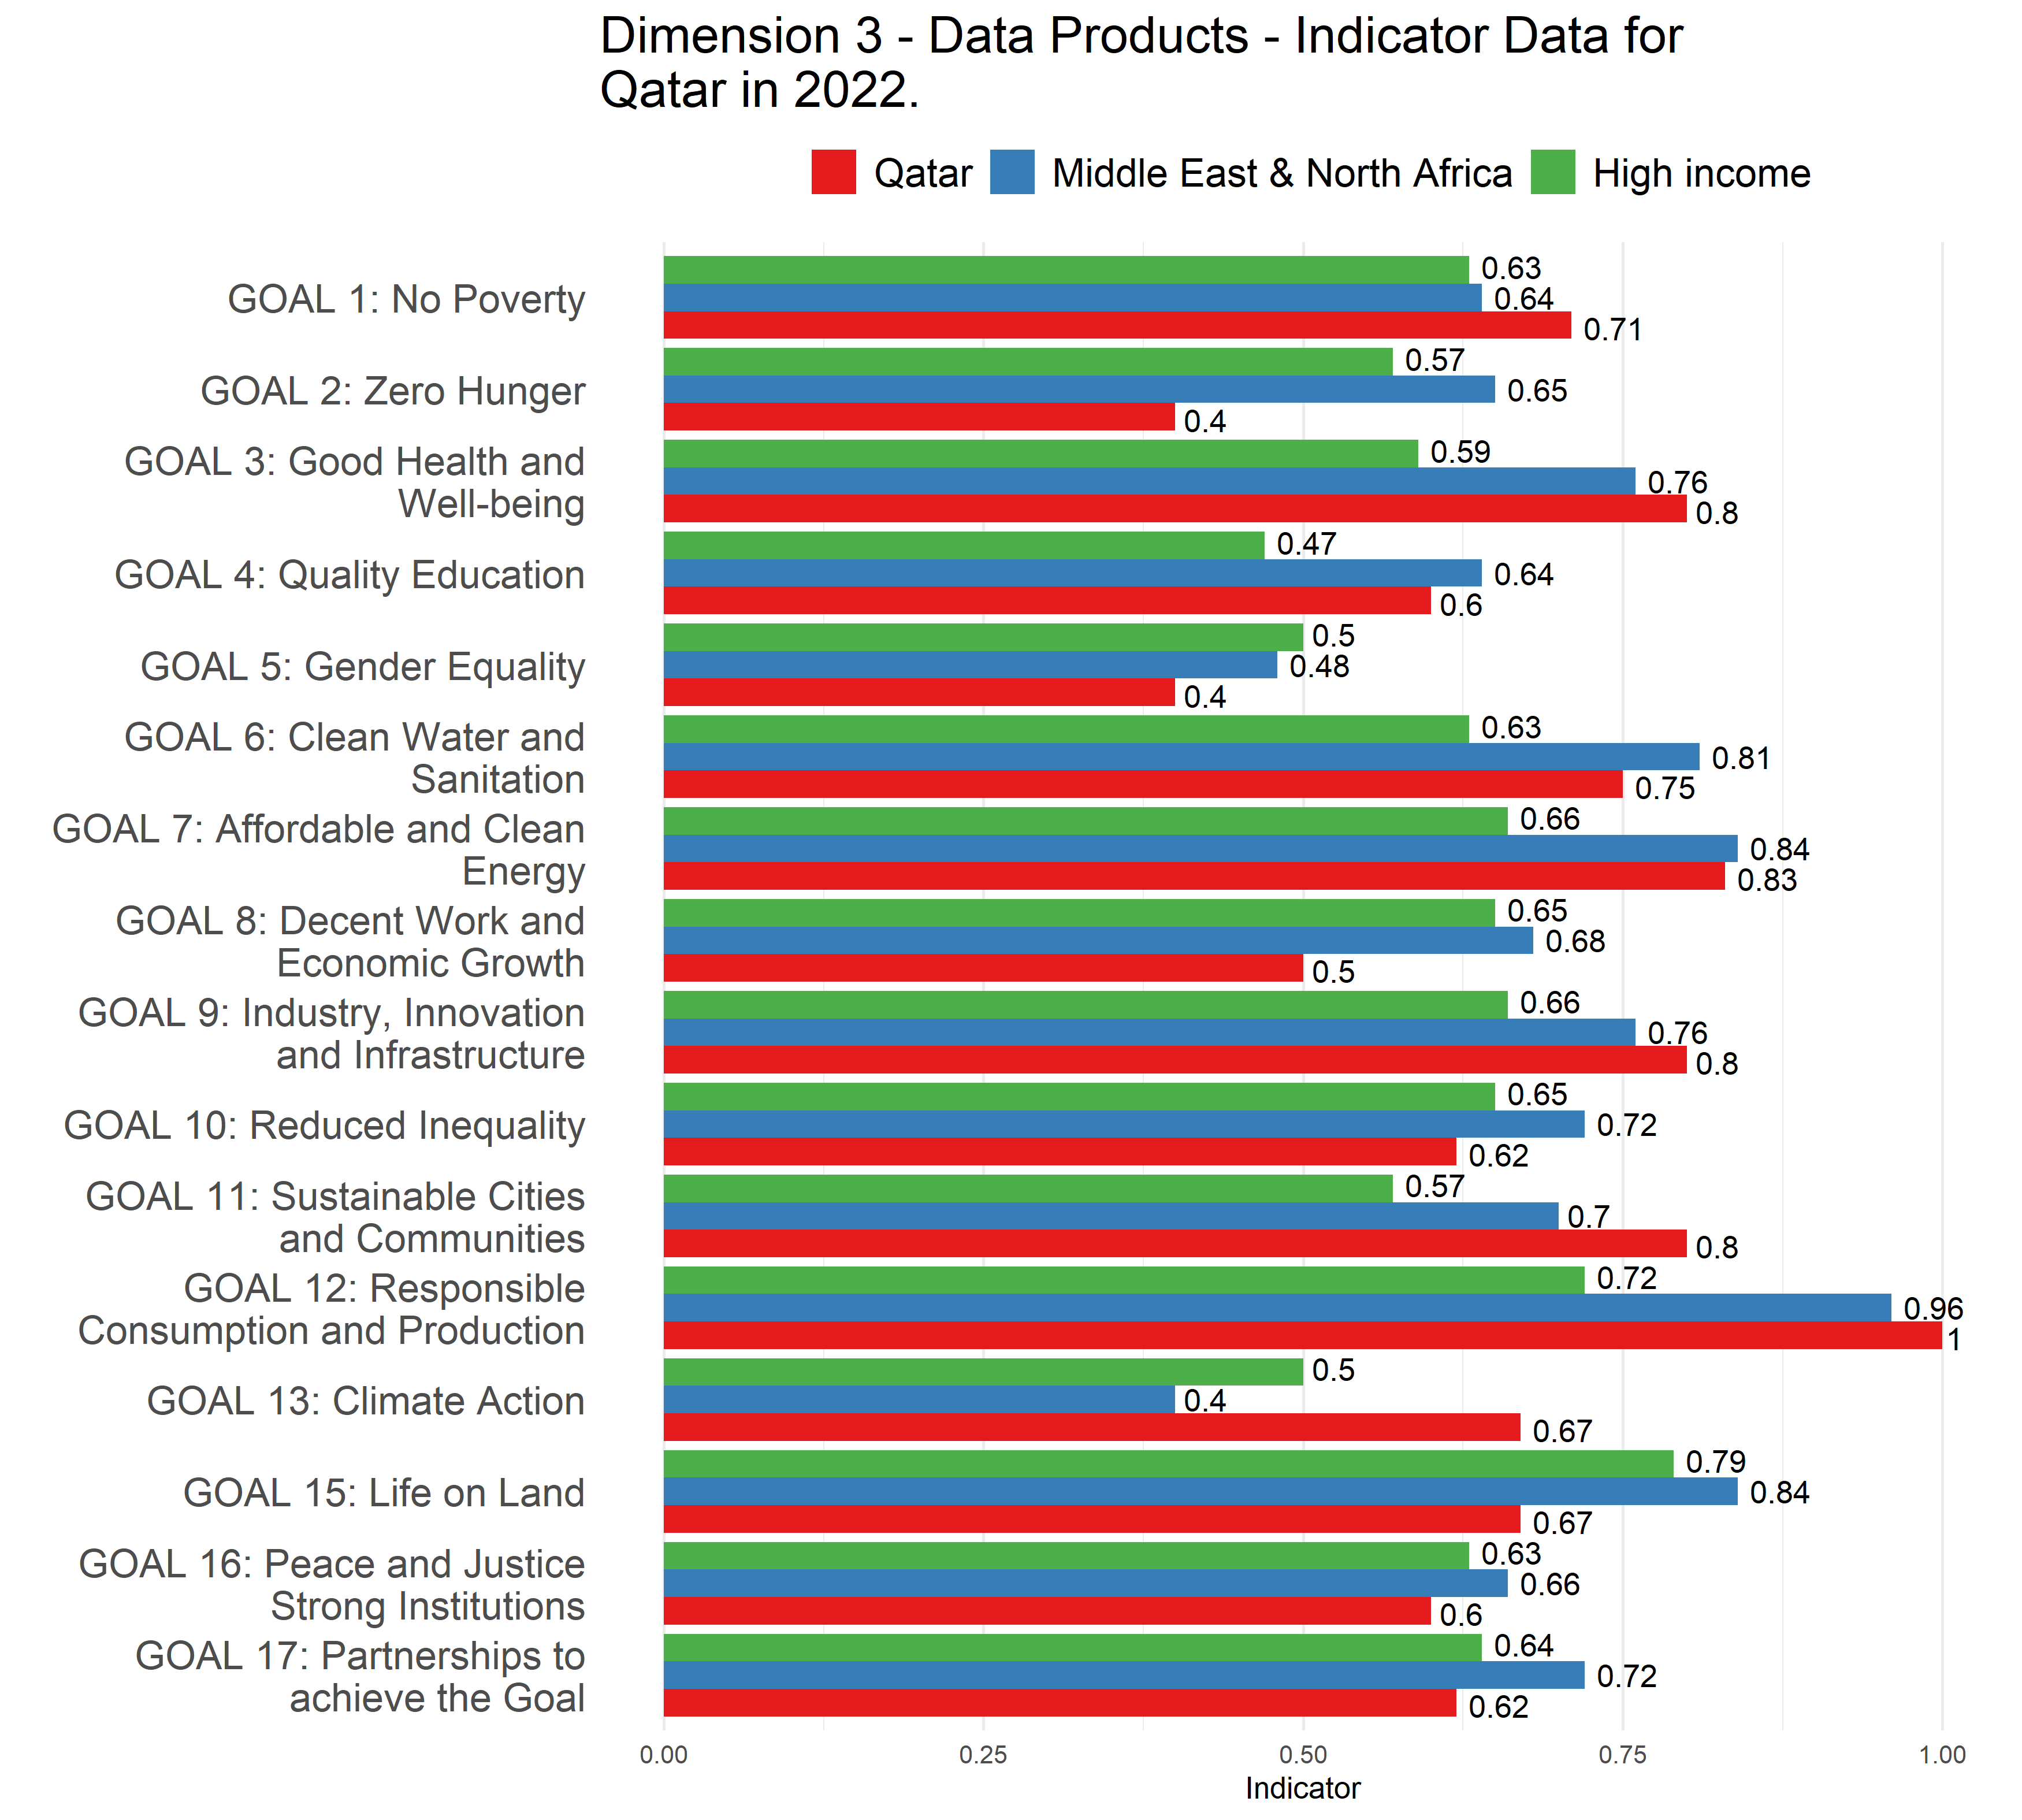 Dimension 3 - Data Products - Indicator Data for
Qatar in 2022.
Qatar Middle East & North Africa High income
GOAL 1: No Poverty
0.63
0.64
0.71
GOAL 2: Zero Hunger
0.57
0.65
0.4
GOAL 3: Good Health and
Well-being
0.59
0.76
0.8
GOAL 4: Quality Education
0.47
0.64
0.6
GOAL 5: Gender Equality
0.5
0.48
0.4
GOAL 6: Clean Water and
Sanitation
0.63
0.81
0.75
GOAL 7: Affordable and Clean
Energy
0.66
0.84
0.83
GOAL 8: Decent Work and
Economic Growth
0.65
0.68
0.5
GOAL 9: Industry, Innovation
and Infrastructure
0.66
0.76
0.8
GOAL 10: Reduced Inequality
0.65
0.72
0.62
GOAL 11: Sustainable Cities
and Communities
0.57
0.7
0.8
GOAL 12: Responsible
Consumption and Production
0.72
0.96
1
GOAL 13: Climate Action
0.5
0.4
0.67
GOAL 15: Life on Land
0.79
0.84
0.67
GOAL 16: Peace and Justice
Strong Institutions
0.63
0.66
0.6
GOAL 17: Partnerships to
achieve the Goal
0.64
0.72
0.62
0.00 0.25 0.50 0.75 1.00
Indicator